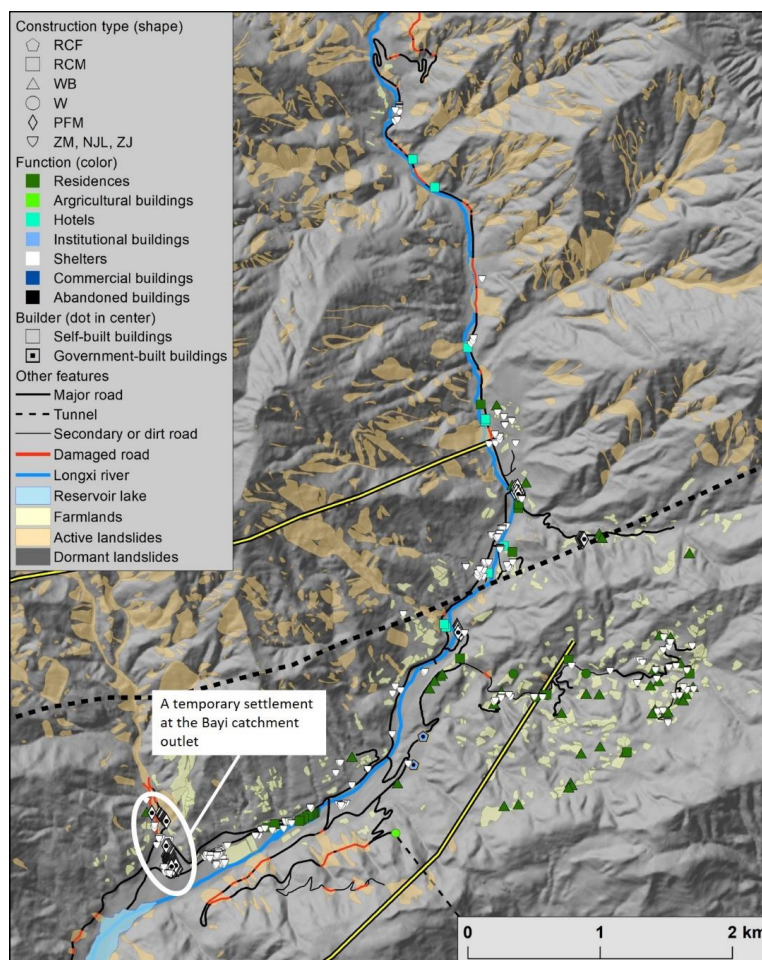 Construction type (shape)
RCF
RCM
WB
W
PFM
ZM, NJL, ZJ
Function (color)
Residences
Argricultural buildings
Hotels
Institutional buildings
Shelters
Commercial buildings
Abandoned buildings
Builder (dot in center)
Self-built buildings
Government-built buildings
Other features
Major road
Tunnel
Secondary or dirt road
Damaged road
Longxi river
Reservoir lake
Farmlands
Active landslides
Dormant landslides
A temporary settlement
at the Bayi catchment
outlet
0 1 2 km